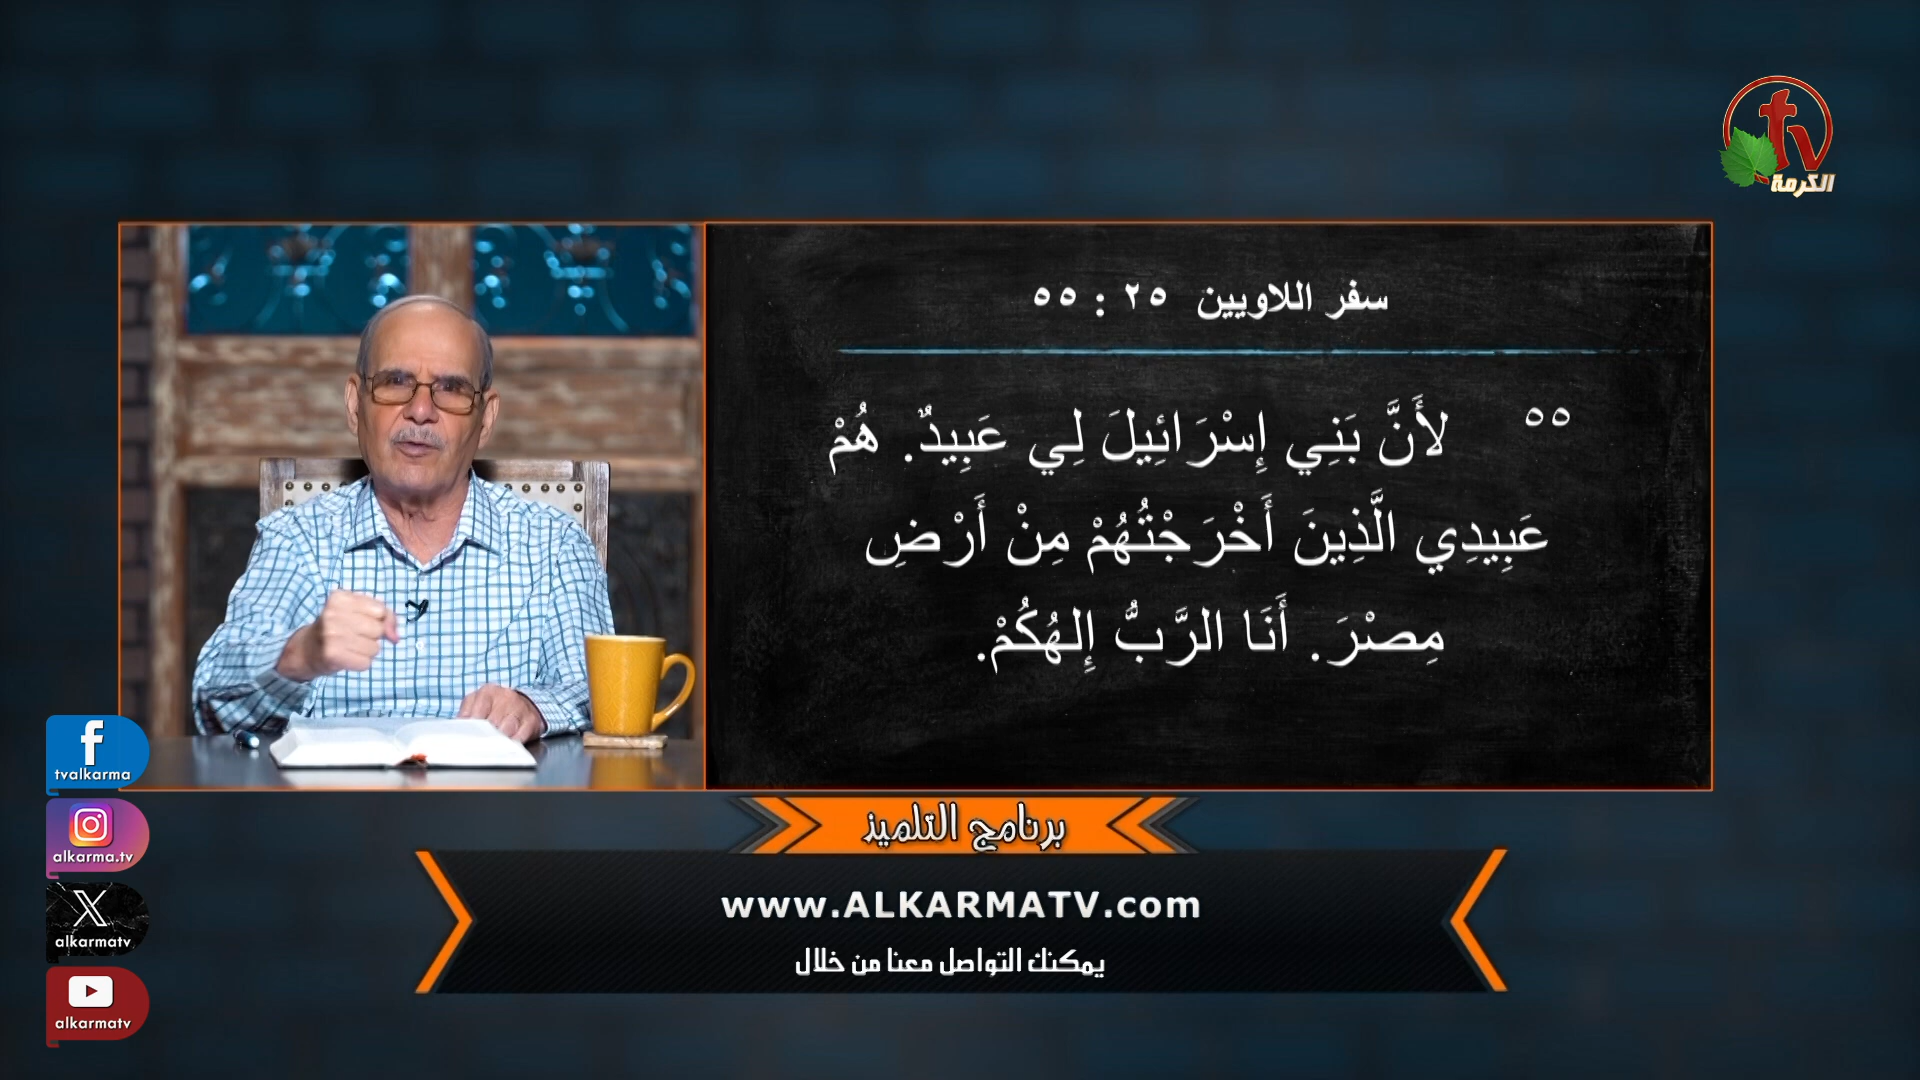 الكرمة
tv
سفر اللاويين ٢٥ : ٥٥
٥٥ لأَنَّ بَنِي إِسْرَائِيلَ لِي عَبِيدٌ. هُمْ
عَبِيدِي الَّذِينَ أَخْرَجْتُهُمْ مِنْ أَرْضِ
مِصْرَ. أَنَا الرَّبُّ إِلهُكُمْ.
برنامج التلميذ
www.ALKARMATV.com
يمكنك التواصل معنا من خلال
tvalkarma
alkarma.tv
alkarmatv
alkarmatv